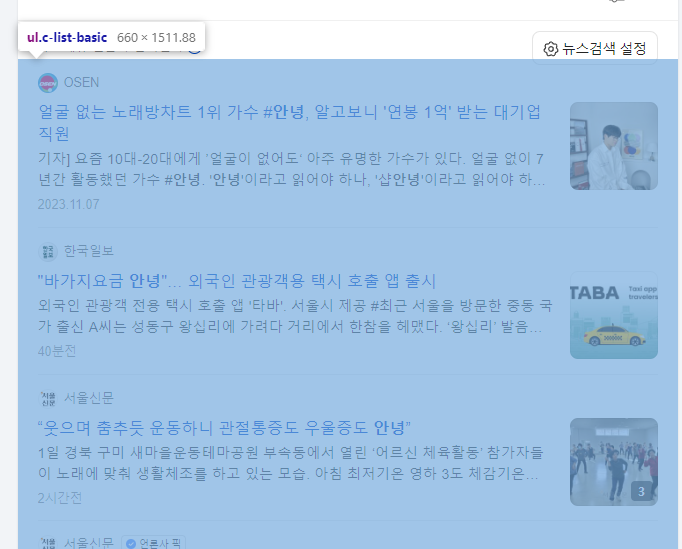 ul.c-list-basic 660 × 1511.88
뉴스검색 설정
OSEN
얼굴 없는 노래방차트 1위 가수 #안녕, 알고보니 '연봉 1억' 받는 대기업
직원
기자] 요즘 10대-20대에게 '얼굴이 없어도' 아주 유명한 가수가 있다. 얼굴 없이 7
년간 활동했던 가수 #안녕. '안녕'이라고 읽어야 하나, '샵안녕'이라고 읽어야 하...
2023.11.07
한국일보
"바가지요금 안녕"... 외국인 관광객용 택시 호출 앱 출시
TABA Taxi app
travelers
외국인 관광객 전용 택시 호출 앱 '타바'. 서울시 제공 #최근 서울을 방문한 중동 국
가 출신 A씨는 성동구 왕십리에 가려다 거리에서 한참을 헤맸다. '왕십리' 발음...
40분전
서울신문
“웃으며 춤추듯 운동하니 관절통증도 우울증도 안녕”
1일 경북 구미 새마을운동테마공원 부속동에서 열린 ‘어르신 체육활동’ 참가자들
이 노래에 맞춰 생활체조를 하고 있는 모습. 아침 최저기온 영하 3도 체감기온...
3
2시간전
서울신문 언론사 픽